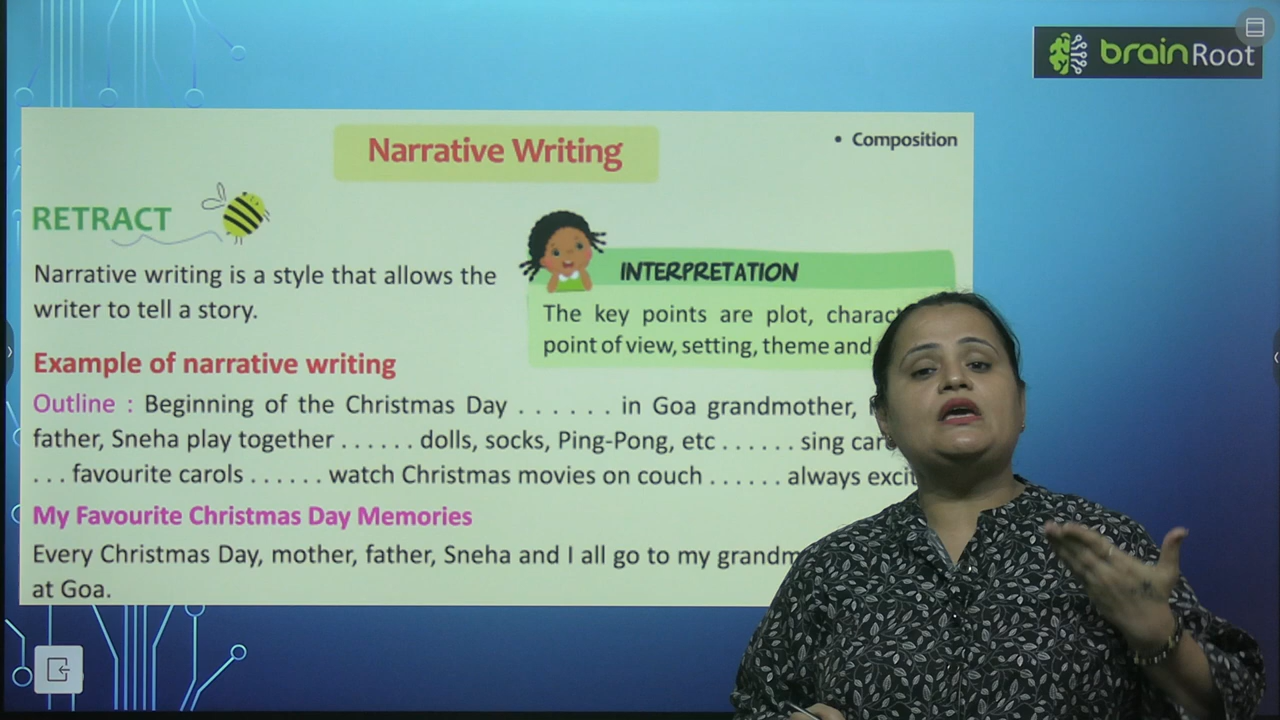 brainRoot
Narrative Writing
• Composition
RETRACT
Narrative writing is a style that allows the
writer to tell a story.
INTERPRETATION
The key points are plot,
point of view, setting, theme and
Example of narrative writing
Outline : Beginning of the Christmas Day . . . . . . in Goa grandmother,
father, Sneha play together . . . . . . dolls, socks, Ping-Pong, etc . . . . . . sing
. . . favourite carols . . . . . . watch Christmas movies on couch . . . . . . always
My Favourite Christmas Day Memories
Every Christmas Day, mother, father, Sneha and I all go to my
at Goa.